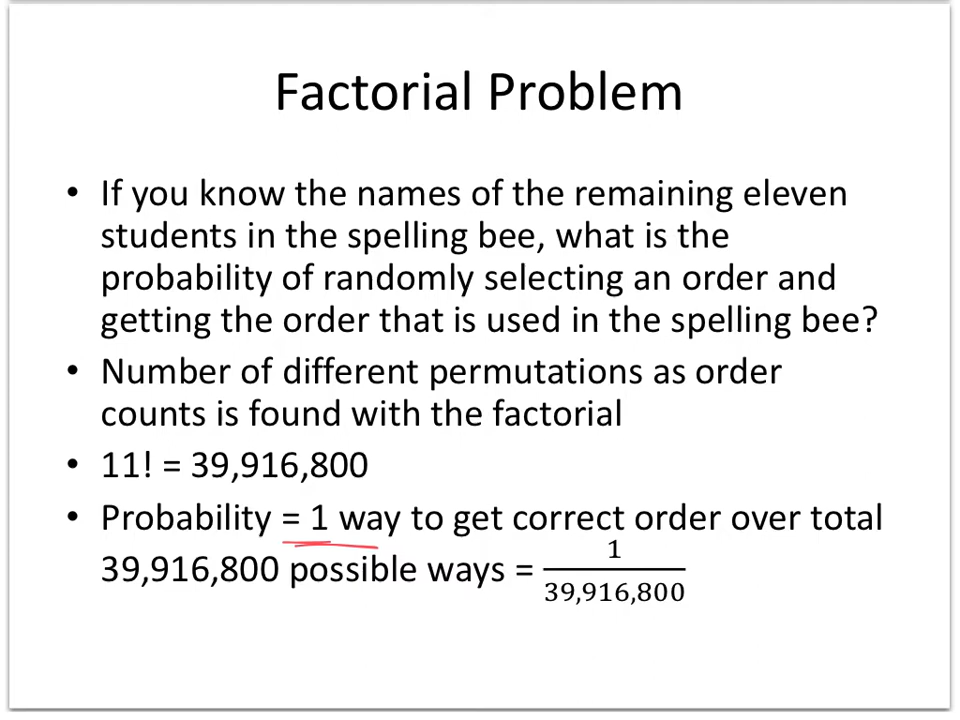 Factorial Problem
• If you know the names of the remaining eleven
students in the spelling bee, what is the
probability of randomly selecting an order and
getting the order that is used in the spelling bee?
• Number of different permutations as order
counts is found with the factorial
• 11! = 39,916,800
• Probability = 1 way to get correct order over total
39,916,800 possible ways = 1/39,916,800